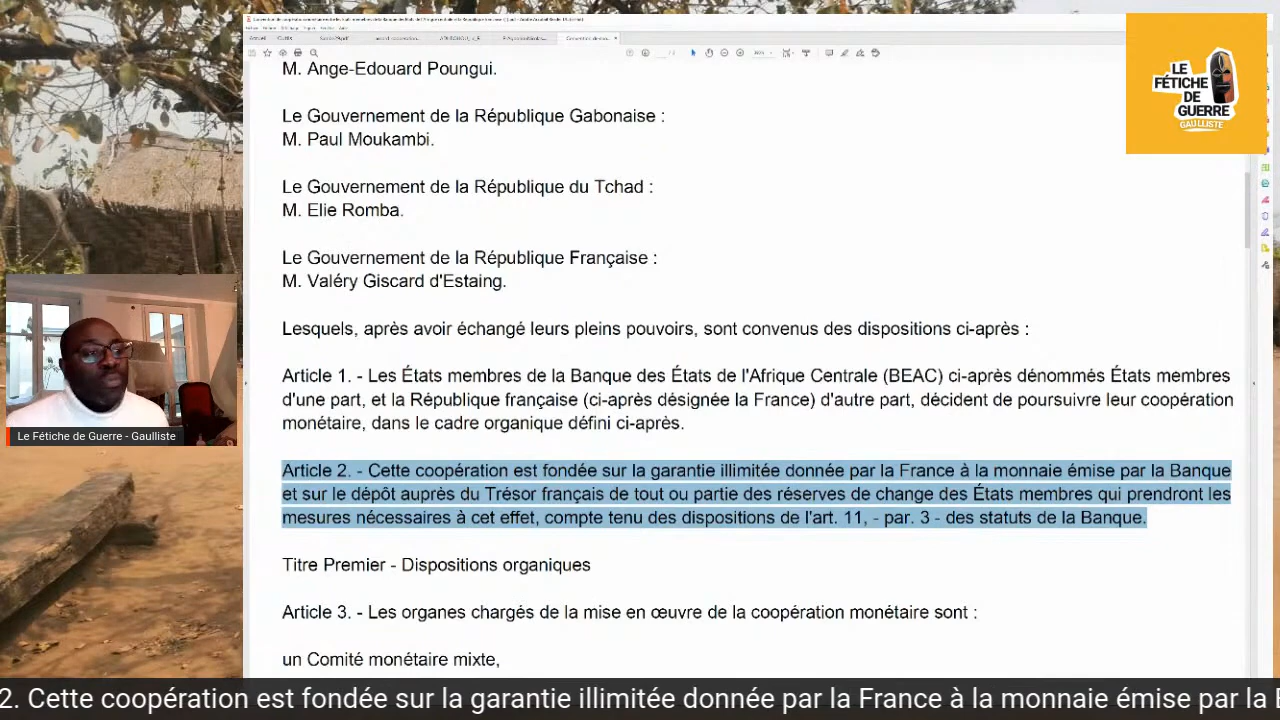 M. Ange-Edouard Poungui.
Le Gouvernement de la République Gabonaise :
M. Paul Moukambi.
Le Gouvernement de la République du Tchad :
M. Elie Romba.
Le Gouvernement de la République Française :
M. Valéry Giscard d'Estaing.
Lesquels, après avoir échangé leurs pleins pouvoirs, sont convenus des dispositions ci-après :
Article 1. - Les États membres de la Banque des États de l'Afrique Centrale (BEAC) ci-après dénommés États membres
d'une part, et la République française (ci-après désignée la France) d'autre part, décident de poursuivre leur coopération
monétaire, dans le cadre organique défini ci-après.
Article 2. - Cette coopération est fondée sur la garantie illimitée donnée par la France à la monnaie émise par la Banque
et sur le dépôt auprès du Trésor français de tout ou partie des réserves de change des États membres qui prendront les
mesures nécessaires à cet effet, compte tenu des dispositions de l'art. 11, - par. 3 - des statuts de la Banque.
Titre Premier - Dispositions organiques
Article 3. - Les organes chargés de la mise en œuvre de la coopération monétaire sont :
un Comité monétaire mixte,
LE
FÉTICHE
DE
GUERRE
GAULLISTE
Le Fétiche de Guerre - Gaulliste
2. Cette coopération est fondée sur la garantie illimitée donnée par la France à la monnaie émise par la